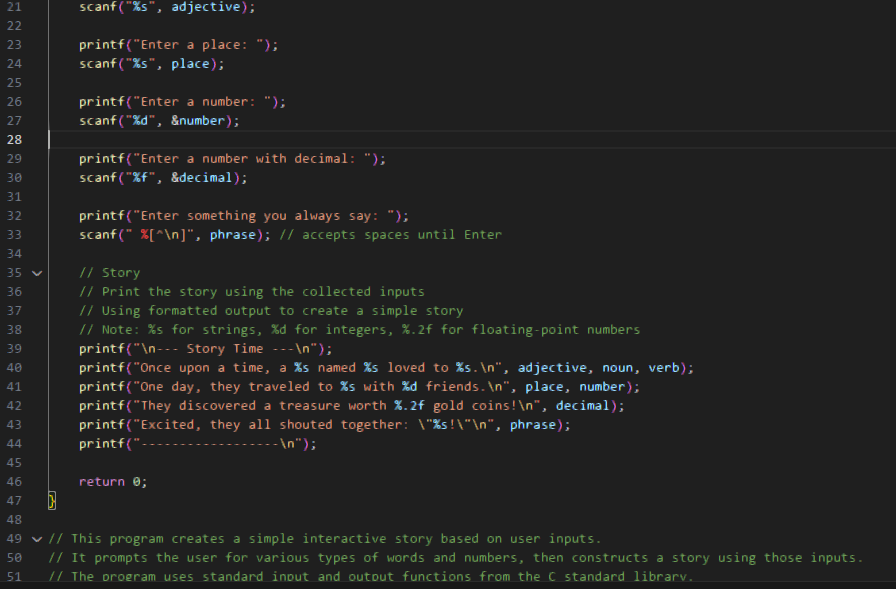 21 scanf("%s", adjective);
22
23 printf("Enter a place: ");
24 scanf("%s", place);
25
26 printf("Enter a number: ");
27 scanf("%d", &number);
28
29 printf("Enter a number with decimal: ");
30 scanf("%f", &decimal);
31
32 printf("Enter something you always say: ");
33 scanf(" %[^\n]", phrase); // accepts spaces until Enter
34
35 // Story
36 // Print the story using the collected inputs
37 // Using formatted output to create a simple story
38 // Note: %s for strings, %d for integers, %.2f for floating-point numbers
39 printf("\n--- Story Time ---\n");
40 printf("Once upon a time, a %s named %s loved to %s.\n", adjective, noun, verb);
41 printf("One day, they traveled to %s with %d friends.\n", place, number);
42 printf("They discovered a treasure worth %.2f gold coins!\n", decimal);
43 printf("Excited, they all shouted together: \"%s!\"\n", phrase);
44 printf("------------------\n");
45
46 return 0;
47 }
48
49 // This program creates a simple interactive story based on user inputs.
50 // It prompts the user for various types of words and numbers, then constructs a story using those inputs.
51 // The program uses standard input and output functions from the C standard library.